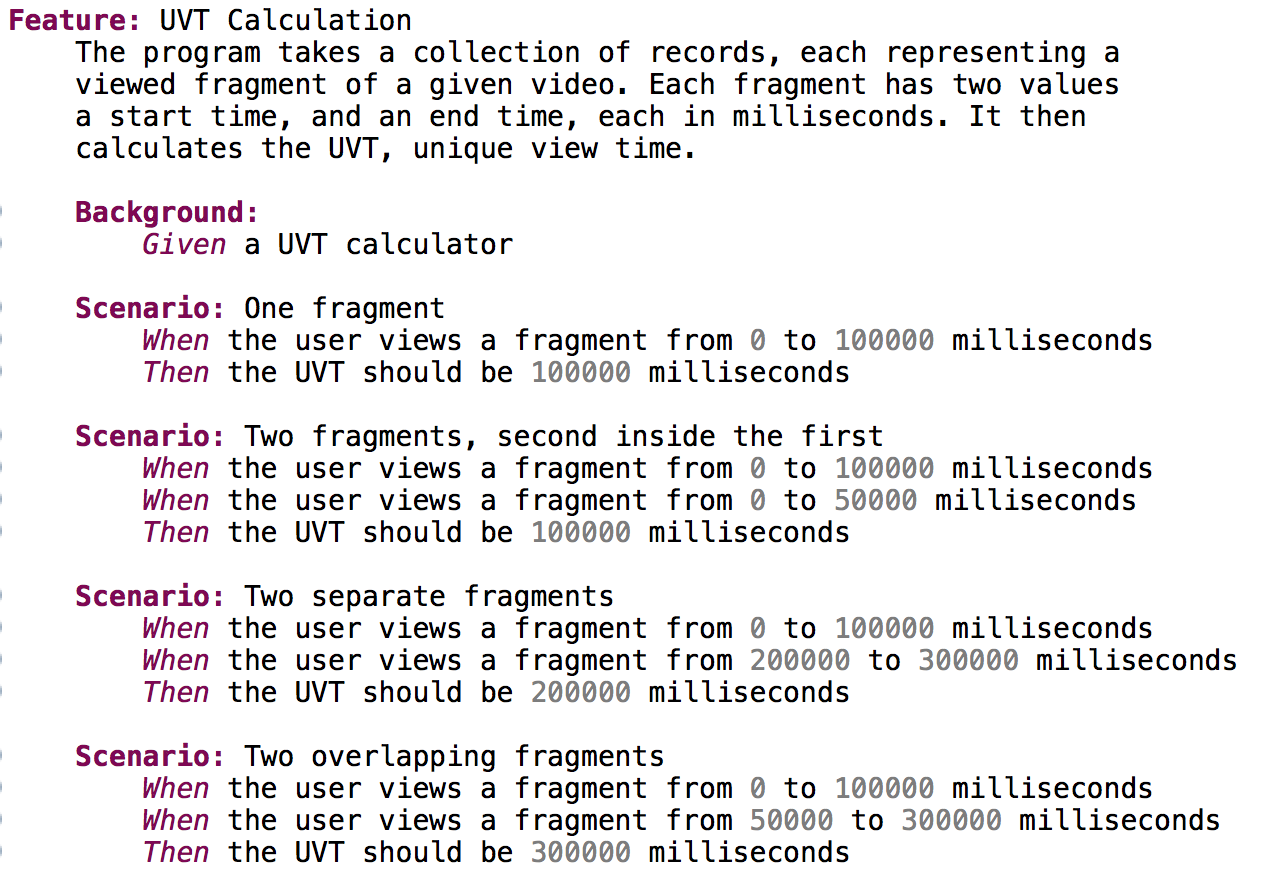 Feature: UVT Calculation
The program takes a collection of records, each representing a
viewed fragment of a given video. Each fragment has two values
a start time, and an end time, each in milliseconds. It then
calculates the UVT, unique view time.
Background:
Given a UVT calculator
Scenario: One fragment
When the user views a fragment from 0 to 100000 milliseconds
Then the UVT should be 100000 milliseconds
Scenario: Two fragments, second inside the first
When the user views a fragment from 0 to 100000 milliseconds
When the user views a fragment from 0 to 50000 milliseconds
Then the UVT should be 100000 milliseconds
Scenario: Two separate fragments
When the user views a fragment from 0 to 100000 milliseconds
When the user views a fragment from 200000 to 300000 milliseconds
Then the UVT should be 200000 milliseconds
Scenario: Two overlapping fragments
When the user views a fragment from 0 to 100000 milliseconds
When the user views a fragment from 50000 to 300000 milliseconds
Then the UVT should be 300000 milliseconds